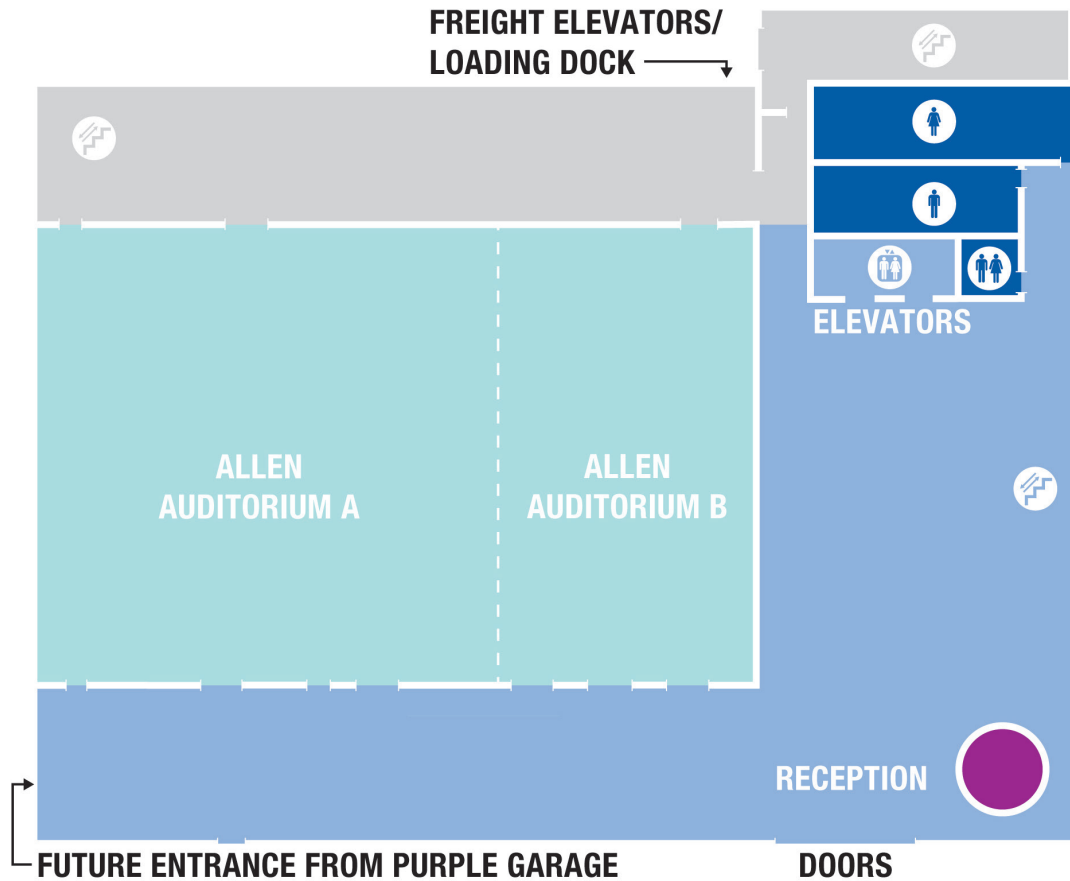 FREIGHT ELEVATORS/
LOADING DOCK
ELEVATORS
ALLEN
AUDITORIUM A
ALLEN
AUDITORIUM B
RECEPTION
FUTURE ENTRANCE FROM PURPLE GARAGE
DOORS